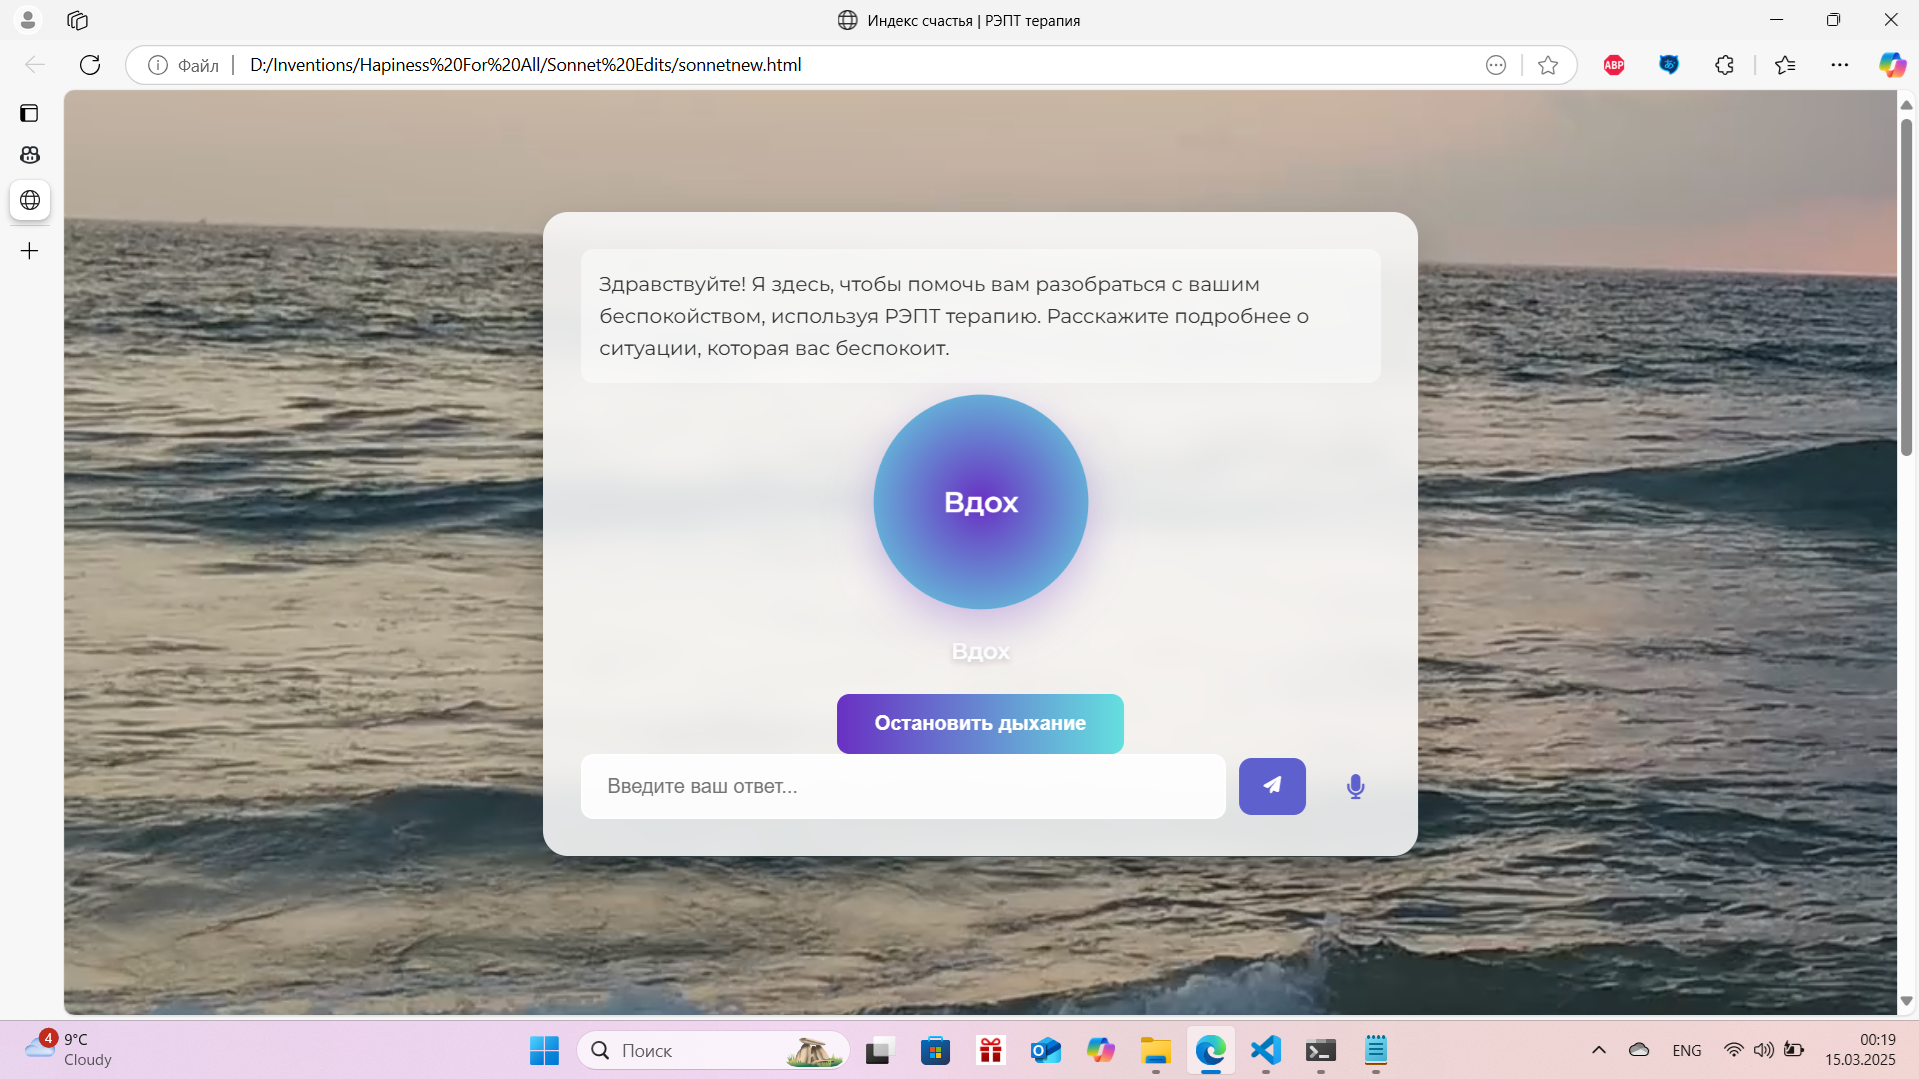 Индекс счастья | РЭПТ терапия
Файл
D:/Inventions/Hapiness%20For%20All/Sonnet%20Edits/sonnetnew.html
ABP
あ
Здравствуйте! Я здесь, чтобы помочь вам разобраться с вашим
беспокойством, используя РЭПТ терапию. Расскажите подробнее о
ситуации, которая вас беспокоит.
Вдох
Вдох
Остановить дыхание
Введите ваш ответ...
4
9°C
Cloudy
Поиск
ENG
00:19
15.03.2025